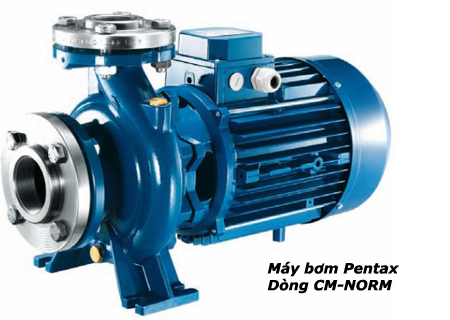 Máy bơm Pentax
Dòng CM-NORM